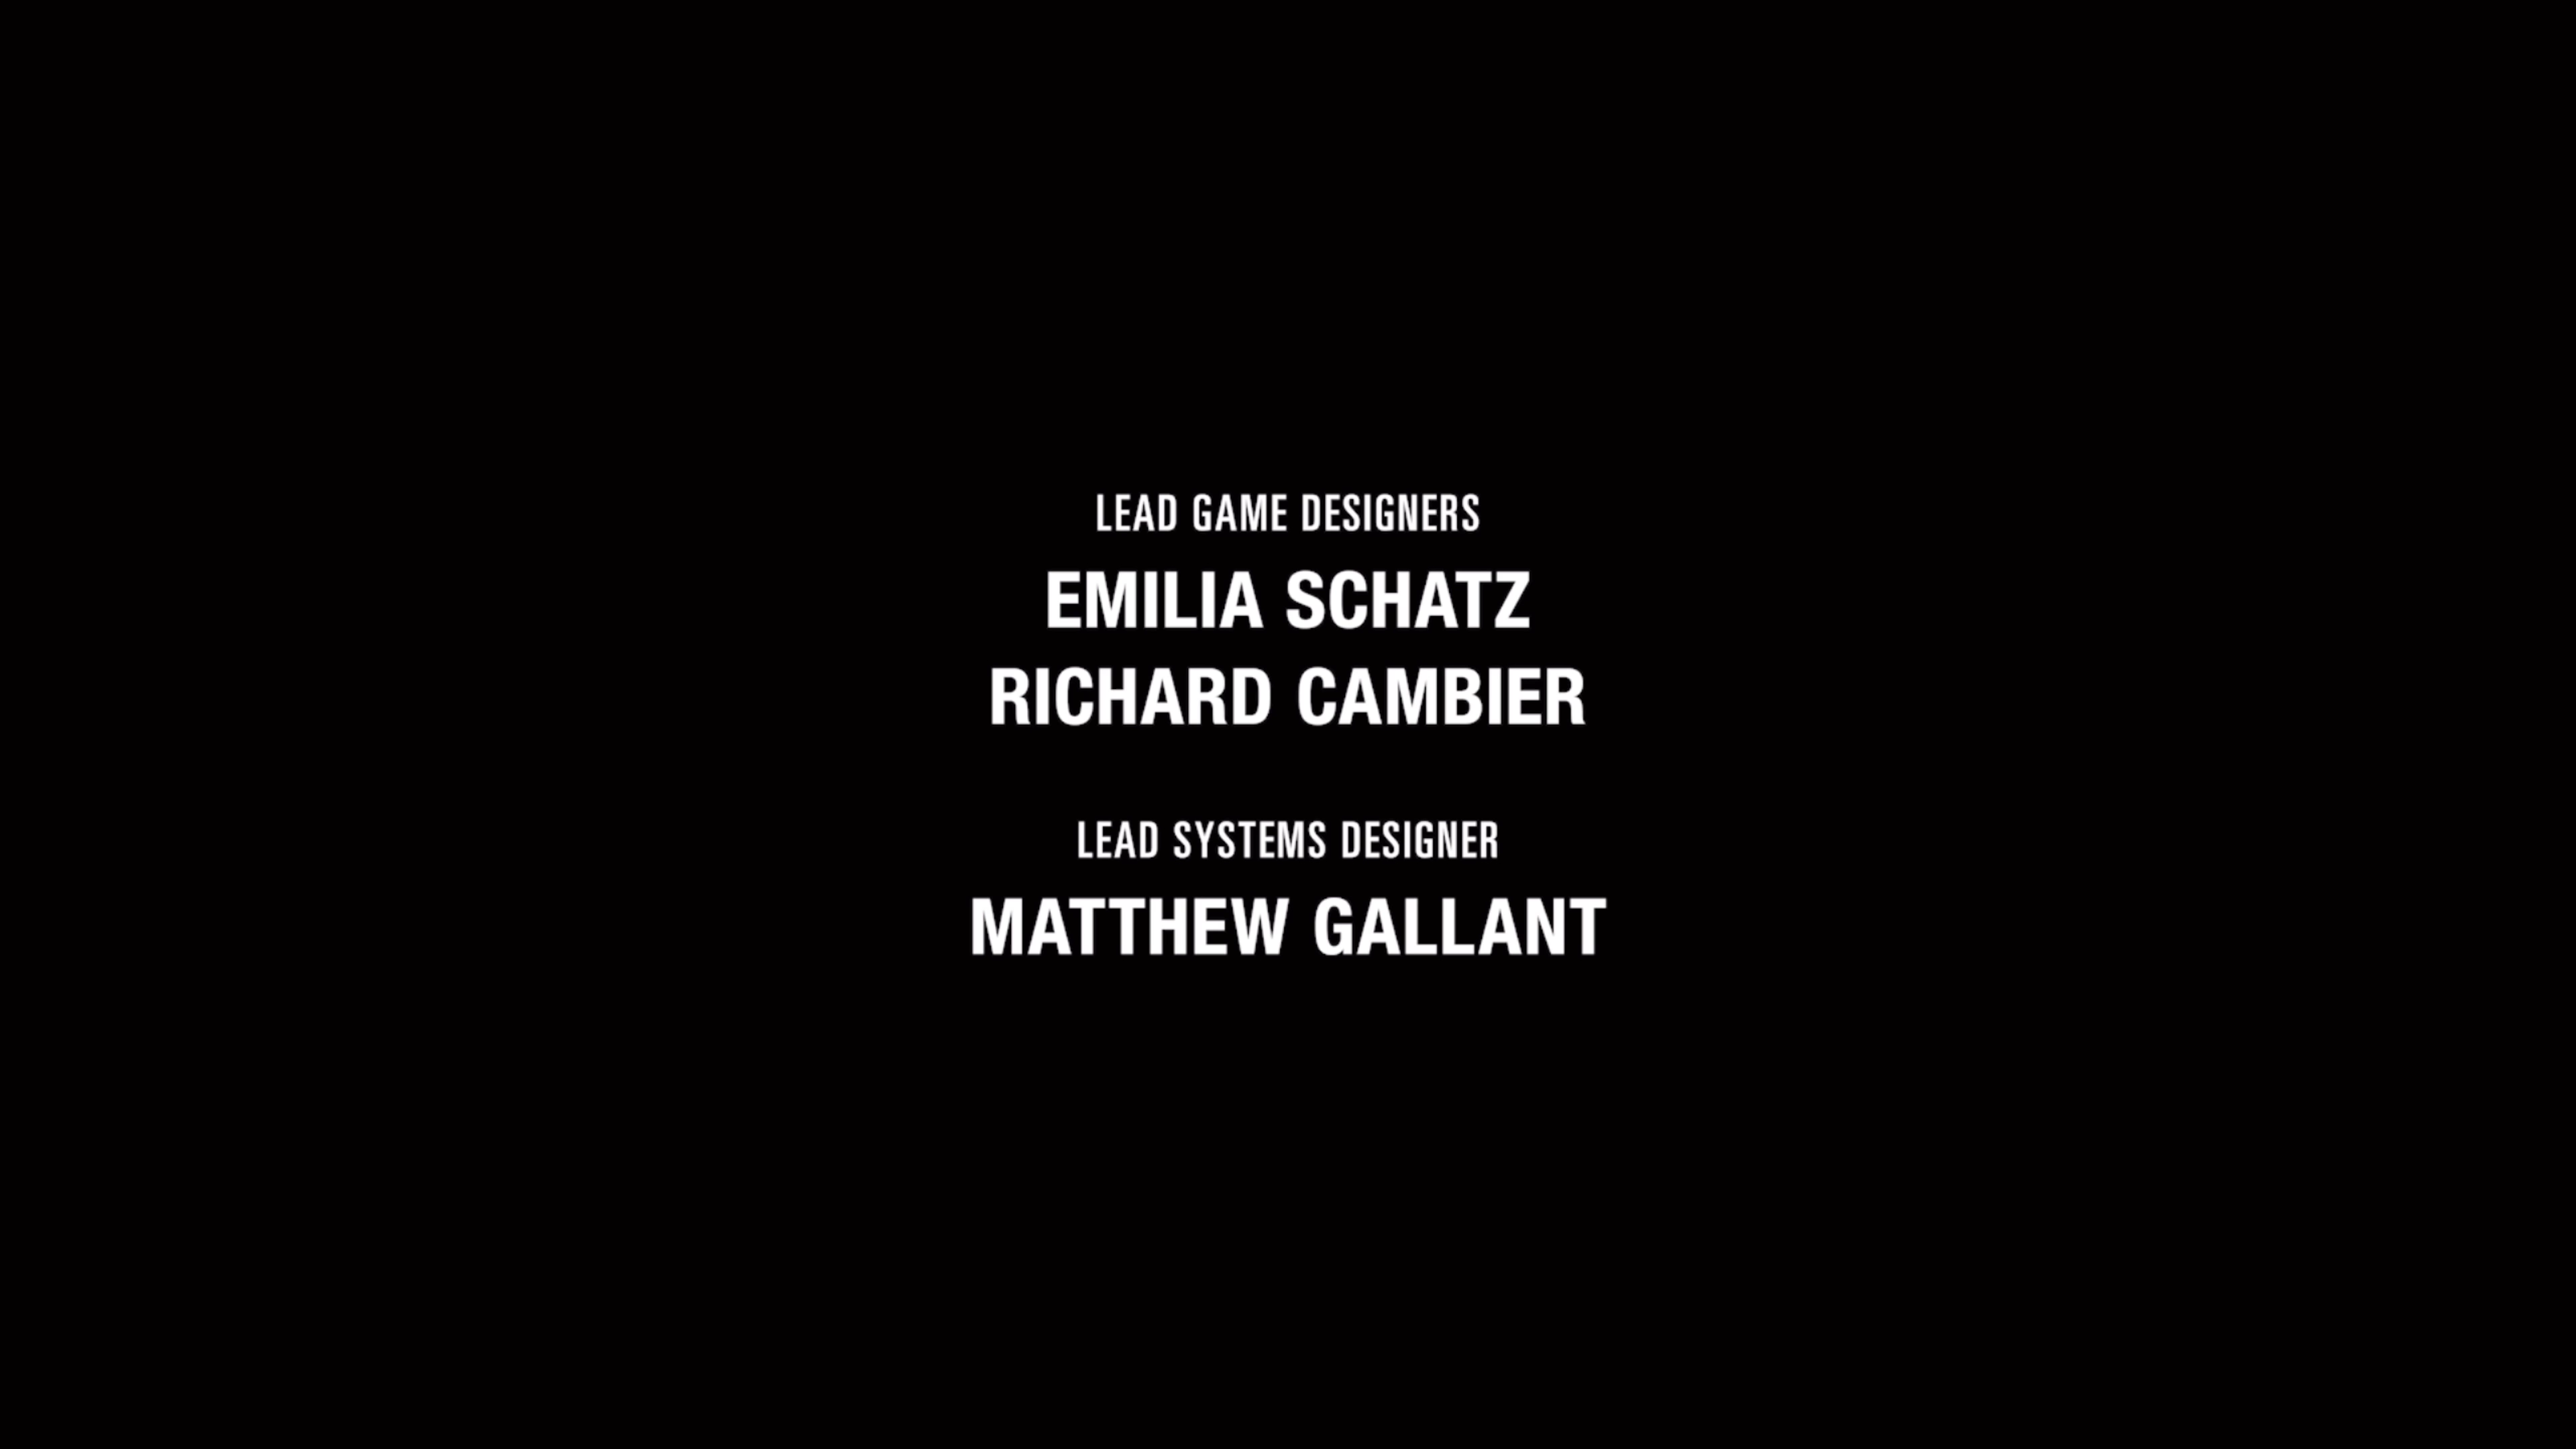 LEAD GAME DESIGNERS
EMILIA SCHATZ
RICHARD CAMBIER
LEAD SYSTEMS DESIGNER
MATTHEW GALLANT